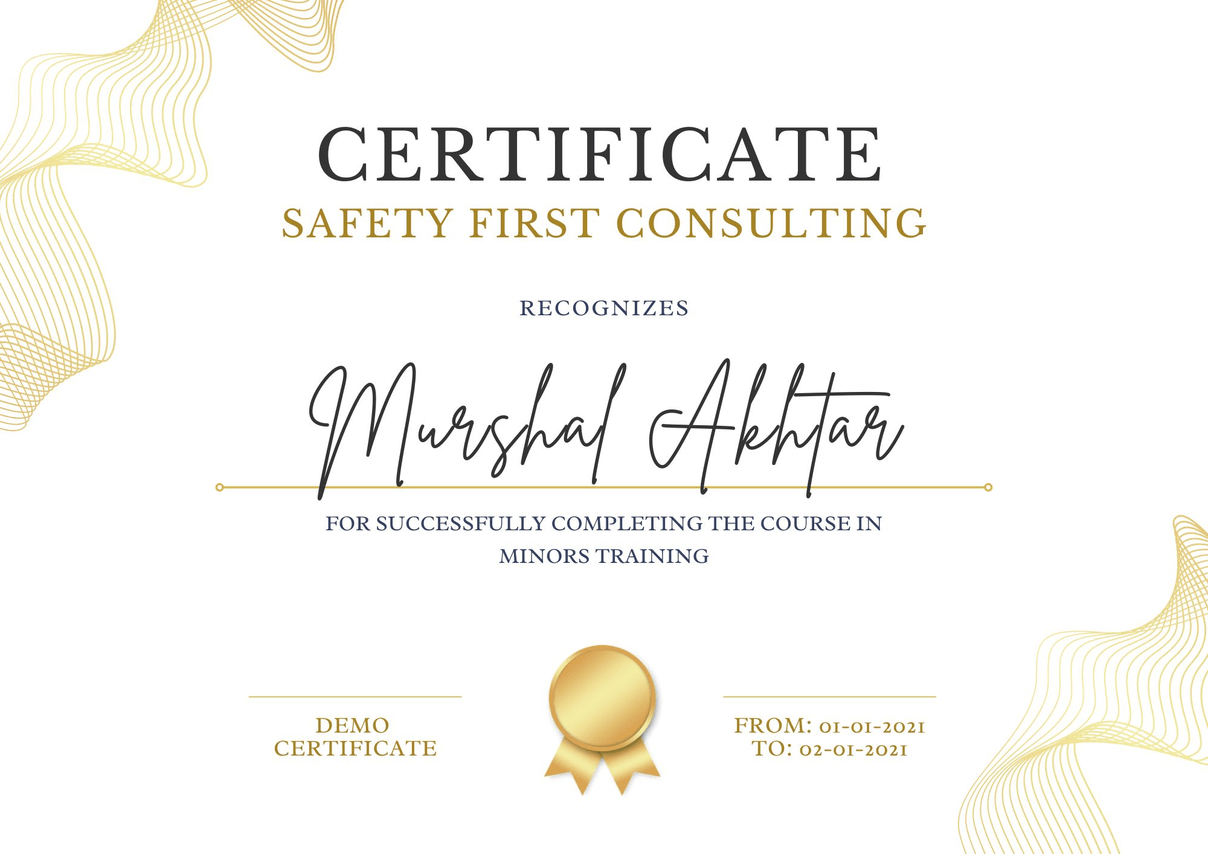 CERTIFICATE
SAFETY FIRST CONSULTING
RECOGNIZES
Murshal Akhtar
FOR SUCCESSFULLY COMPLETING THE COURSE IN
MINORS TRAINING
DEMO
CERTIFICATE
FROM: 01-01-2021
TO: 02-01-2021